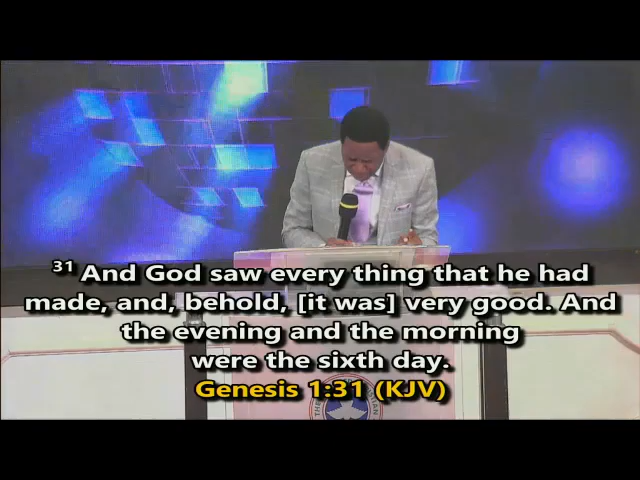 31 And God saw every thing that he had
made, and, behold, [it was] very good. And
the evening and the morning
were the sixth day.
Genesis 1:31 (KJV)
THE